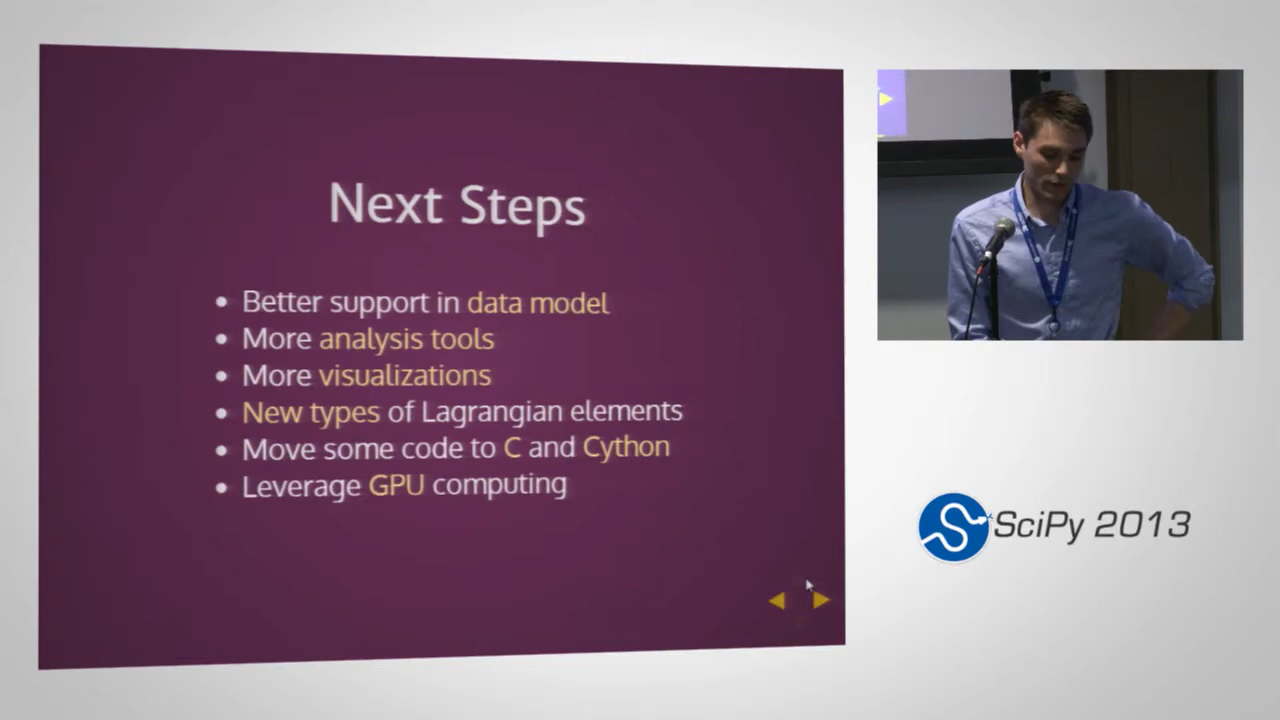 Next Steps
Better support in data model
More analysis tools
More visualizations
New types of Lagrangian elements
Move some code to C and Cython
Leverage GPU computing
SciPy 2013